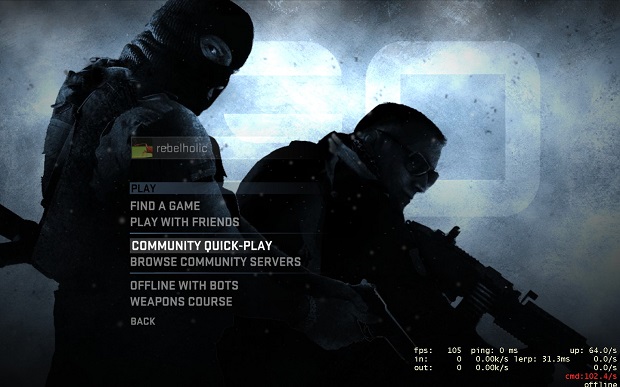 GO
rebelholic
PLAY
FIND A GAME
PLAY WITH FRIENDS
COMMUNITY QUICK-PLAY
BROWSE COMMUNITY SERVERS
OFFLINE WITH BOTS
WEAPONS COURSE
BACK
fps: 105 ping: 0 ms up: 64.0/s
in: 0 0.00k/s lerp: 31.3ms 0.0/s
out: 0 0.00k/s 0.0/s
cmd:102.4/s
offline